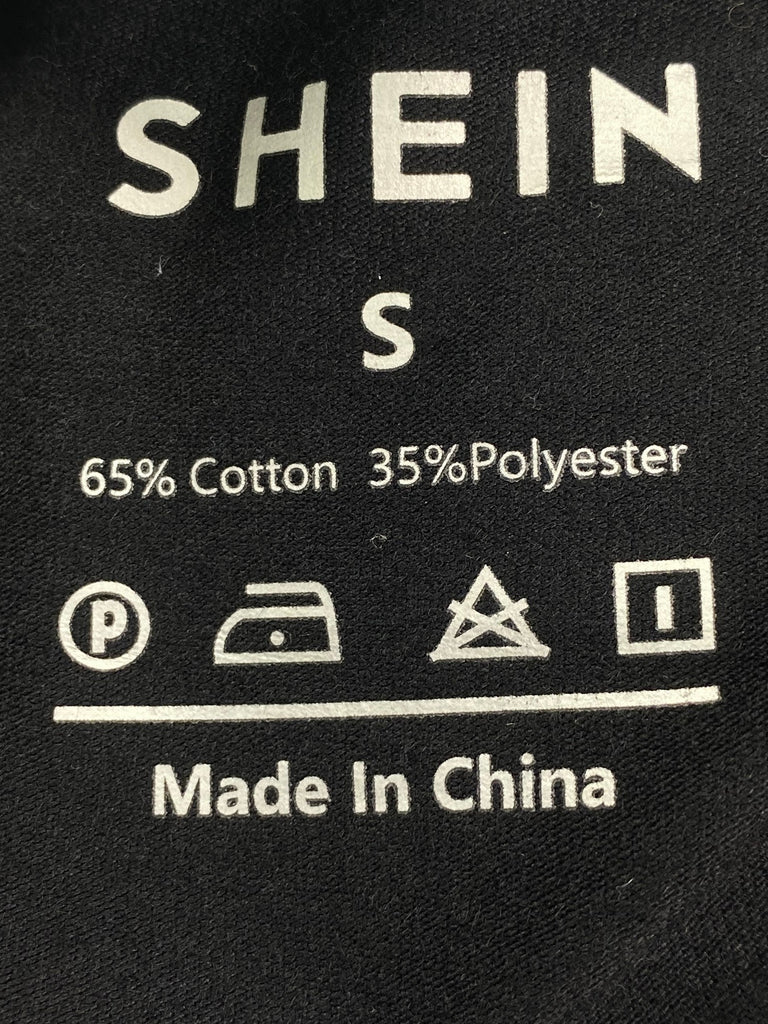 SHEIN
S
65% Cotton 35%Polyester
P
Made In China